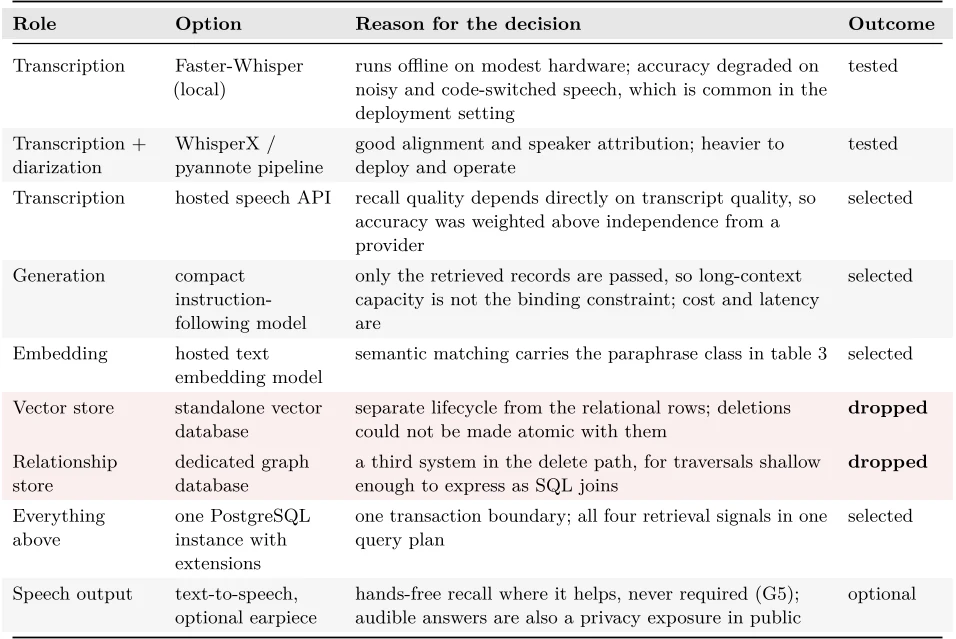 Role Option Reason for the decision Outcome
Transcription Faster-Whisper runs offline on modest hardware; accuracy degraded on tested
(local) noisy and code-switched speech, which is common in the
deployment setting
Transcription + WhisperX / good alignment and speaker attribution; heavier to tested
diarization pyannote pipeline deploy and operate
Transcription hosted speech API recall quality depends directly on transcript quality, so selected
accuracy was weighted above independence from a
provider
Generation compact only the retrieved records are passed, so long-context selected
instruction- capacity is not the binding constraint; cost and latency
following model are
Embedding hosted text semantic matching carries the paraphrase class in table 3 selected
embedding model
Vector store standalone vector separate lifecycle from the relational rows; deletions dropped
database could not be made atomic with them
Relationship dedicated graph a third system in the delete path, for traversals shallow dropped
store database enough to express as SQL joins
Everything one PostgreSQL one transaction boundary; all four retrieval signals in one selected
above instance with query plan
extensions
Speech output text-to-speech, hands-free recall where it helps, never required (G5); optional
optional earpiece audible answers are also a privacy exposure in public